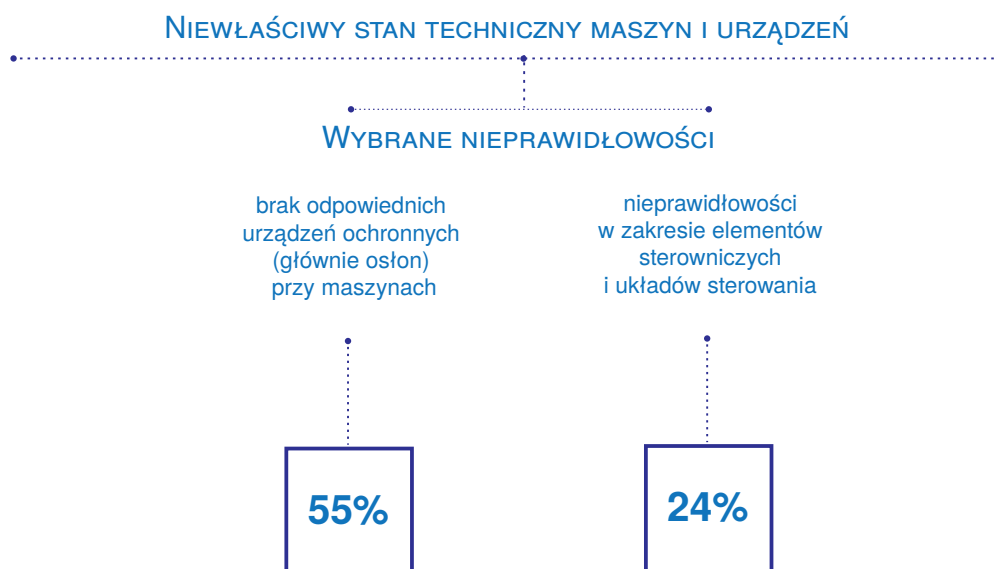 Niewłaściwy stan techniczny maszyn i urządzeń
Wybrane nieprawidłowości
brak odpowiednich
urządzeń ochronnych
(głównie osłon)
przy maszynach
nieprawidłowości
w zakresie elementów
sterowniczych
i układów sterowania
55%
24%